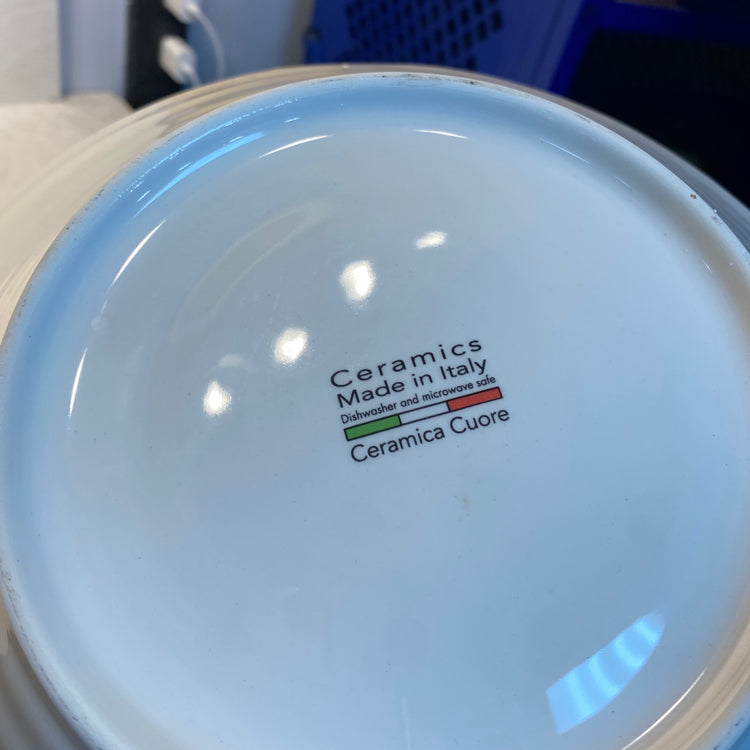 Ceramics
Made in Italy
Dishwasher and microwave safe
Ceramica Cuore